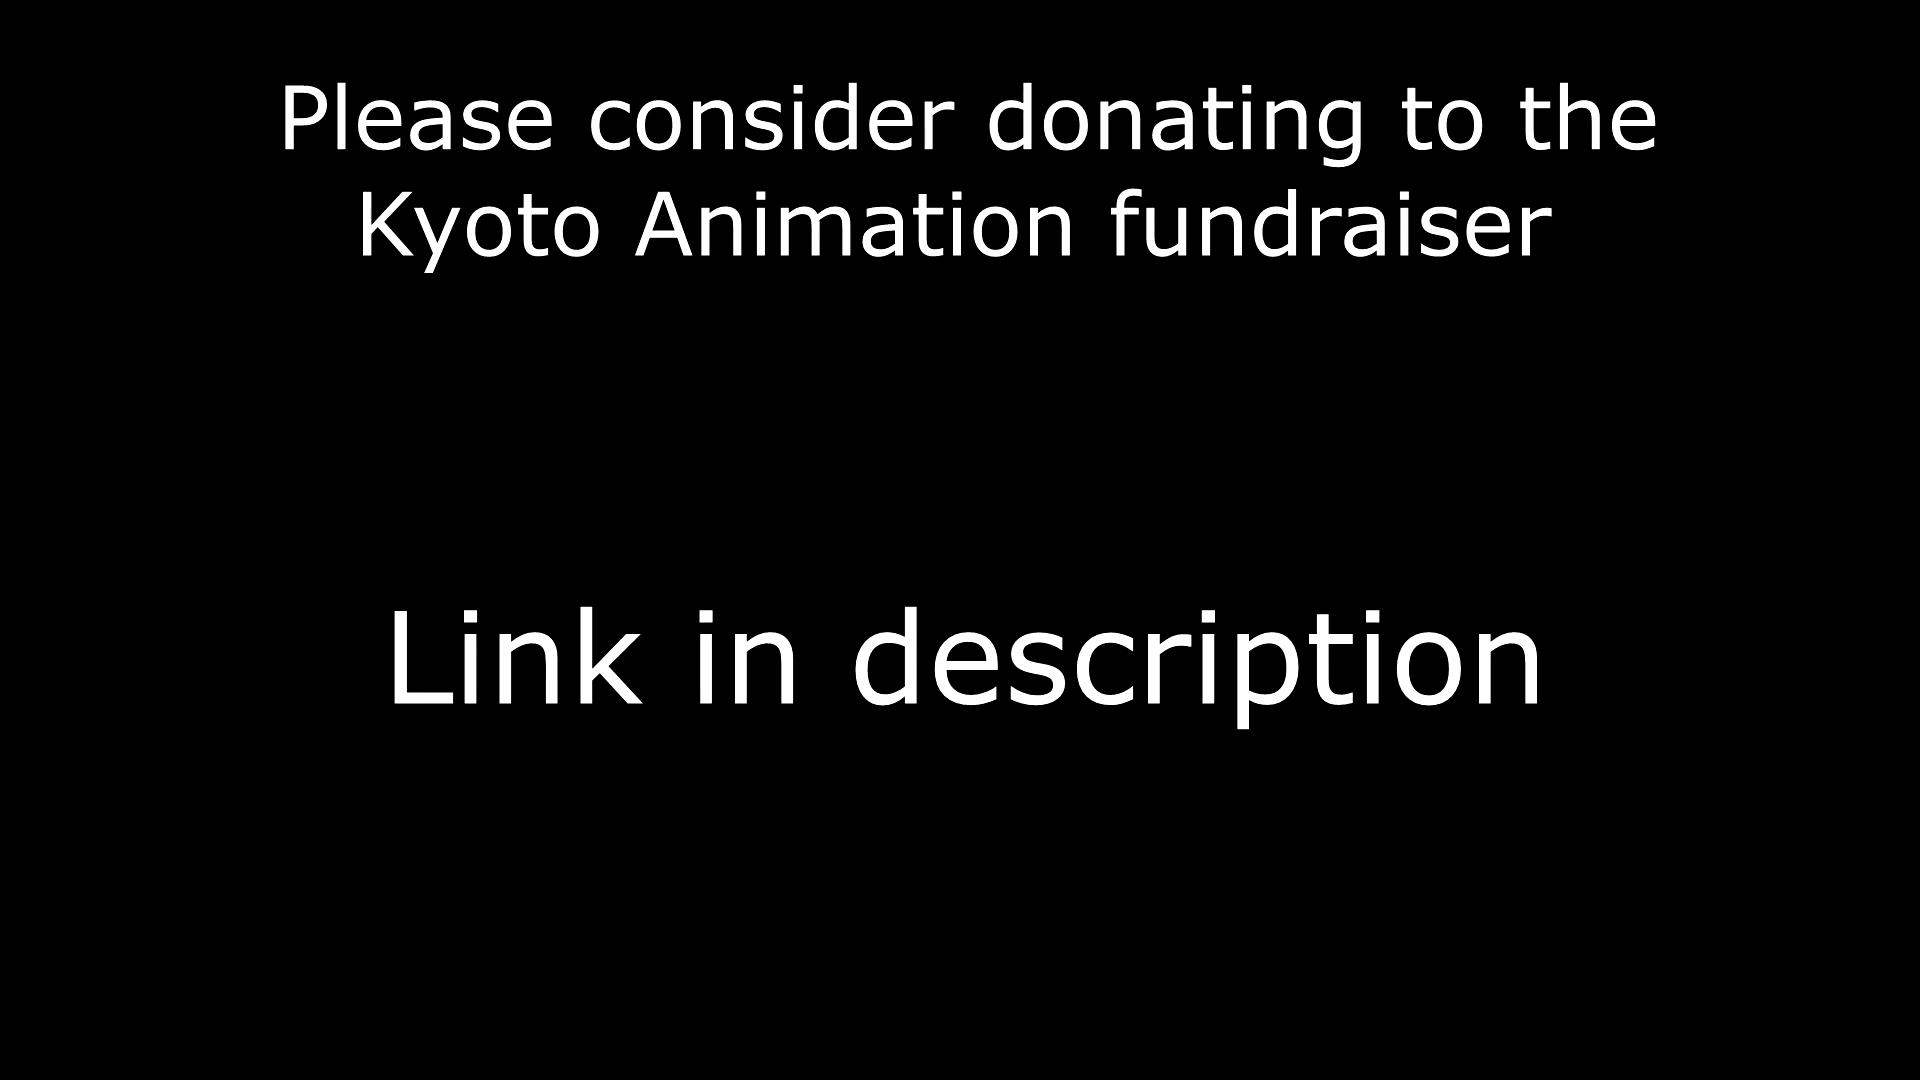 Please consider donating to the
Kyoto Animation fundraiser
Link in description